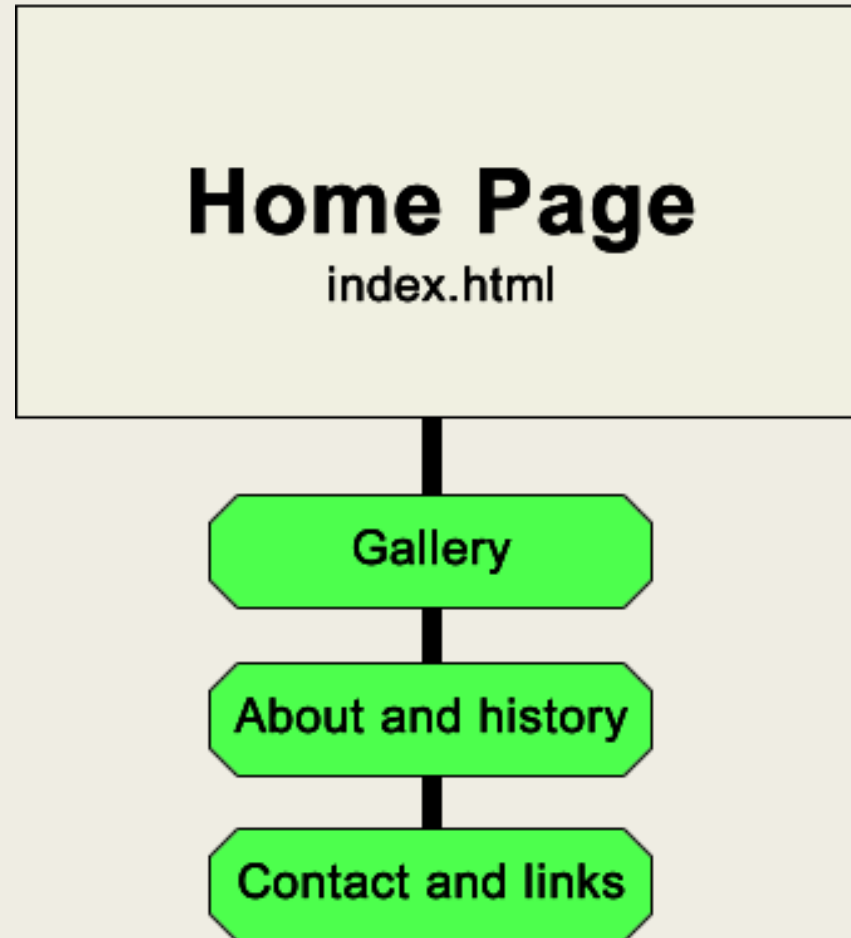 Home Page
index.html
Gallery
About and history
Contact and links